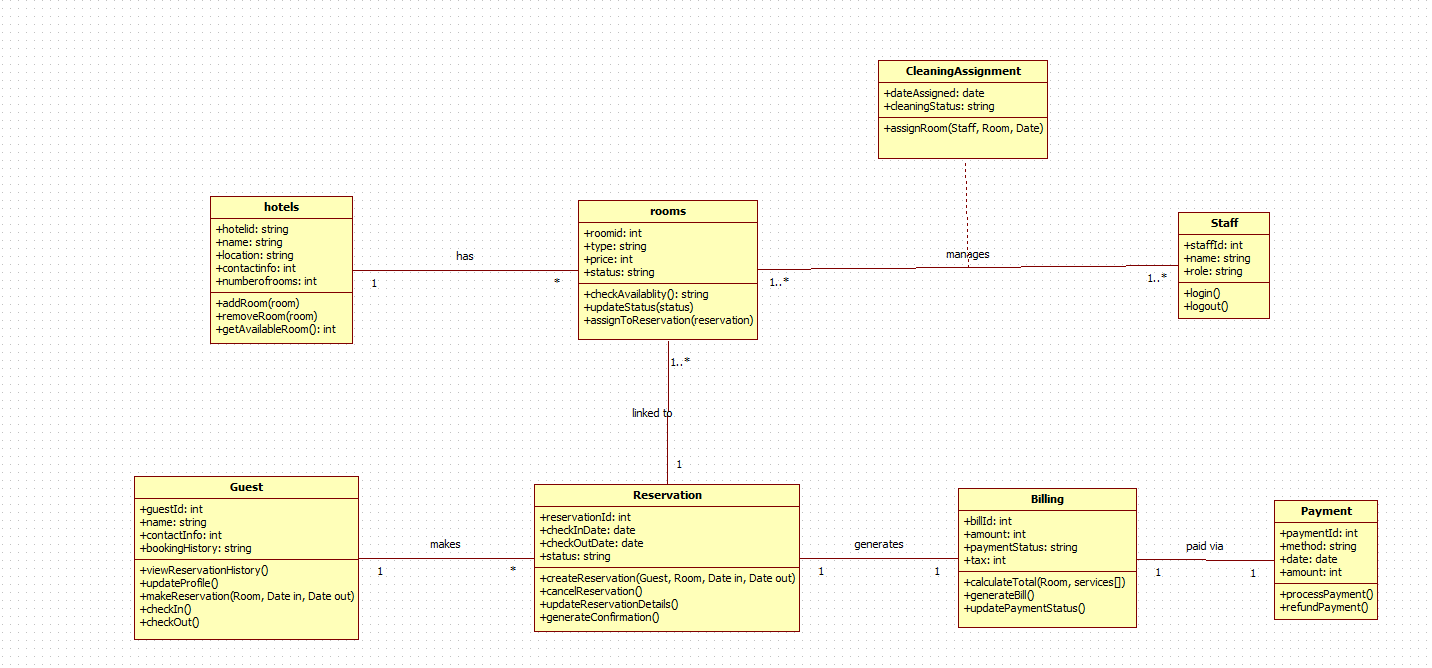 CleaningAssignment
+dateAssigned: date
+cleaningStatus: string
+assignRoom(Staff, Room, Date)
hotels
+hotelid: string
+name: string
+location: string
+contactinfo: int
+numberofrooms: int
+addRoom(room)
+removeRoom(room)
+getAvailableRoom(): int
has
1
*
rooms
+roomid: int
+type: string
+price: int
+status: string
+checkAvailablity(): string
+updateStatus(status)
+assignToReservation(reservation)
manages
1..*
1..*
Staff
+staffId: int
+name: string
+role: string
+login()
+logout()
1..*
linked to
1
Guest
+guestId: int
+name: string
+contactInfo: int
+bookingHistory: string
+viewReservationHistory()
+updateProfile()
+makeReservation(Room, Date in, Date out)
+checkIn()
+checkOut()
makes
1
*
Reservation
+reservationId: int
+checkInDate: date
+checkOutDate: date
+status: string
+createReservation(Guest, Room, Date in, Date out)
+cancelReservation()
+updateReservationDetails()
+generateConfirmation()
generates
1
1
Billing
+billId: int
+amount: int
+paymentStatus: string
+tax: int
+calculateTotal(Room, services[])
+generateBill()
+updatePaymentStatus()
paid via
1
1
Payment
+paymentId: int
+method: string
+date: date
+amount: int
+processPayment()
+refundPayment()